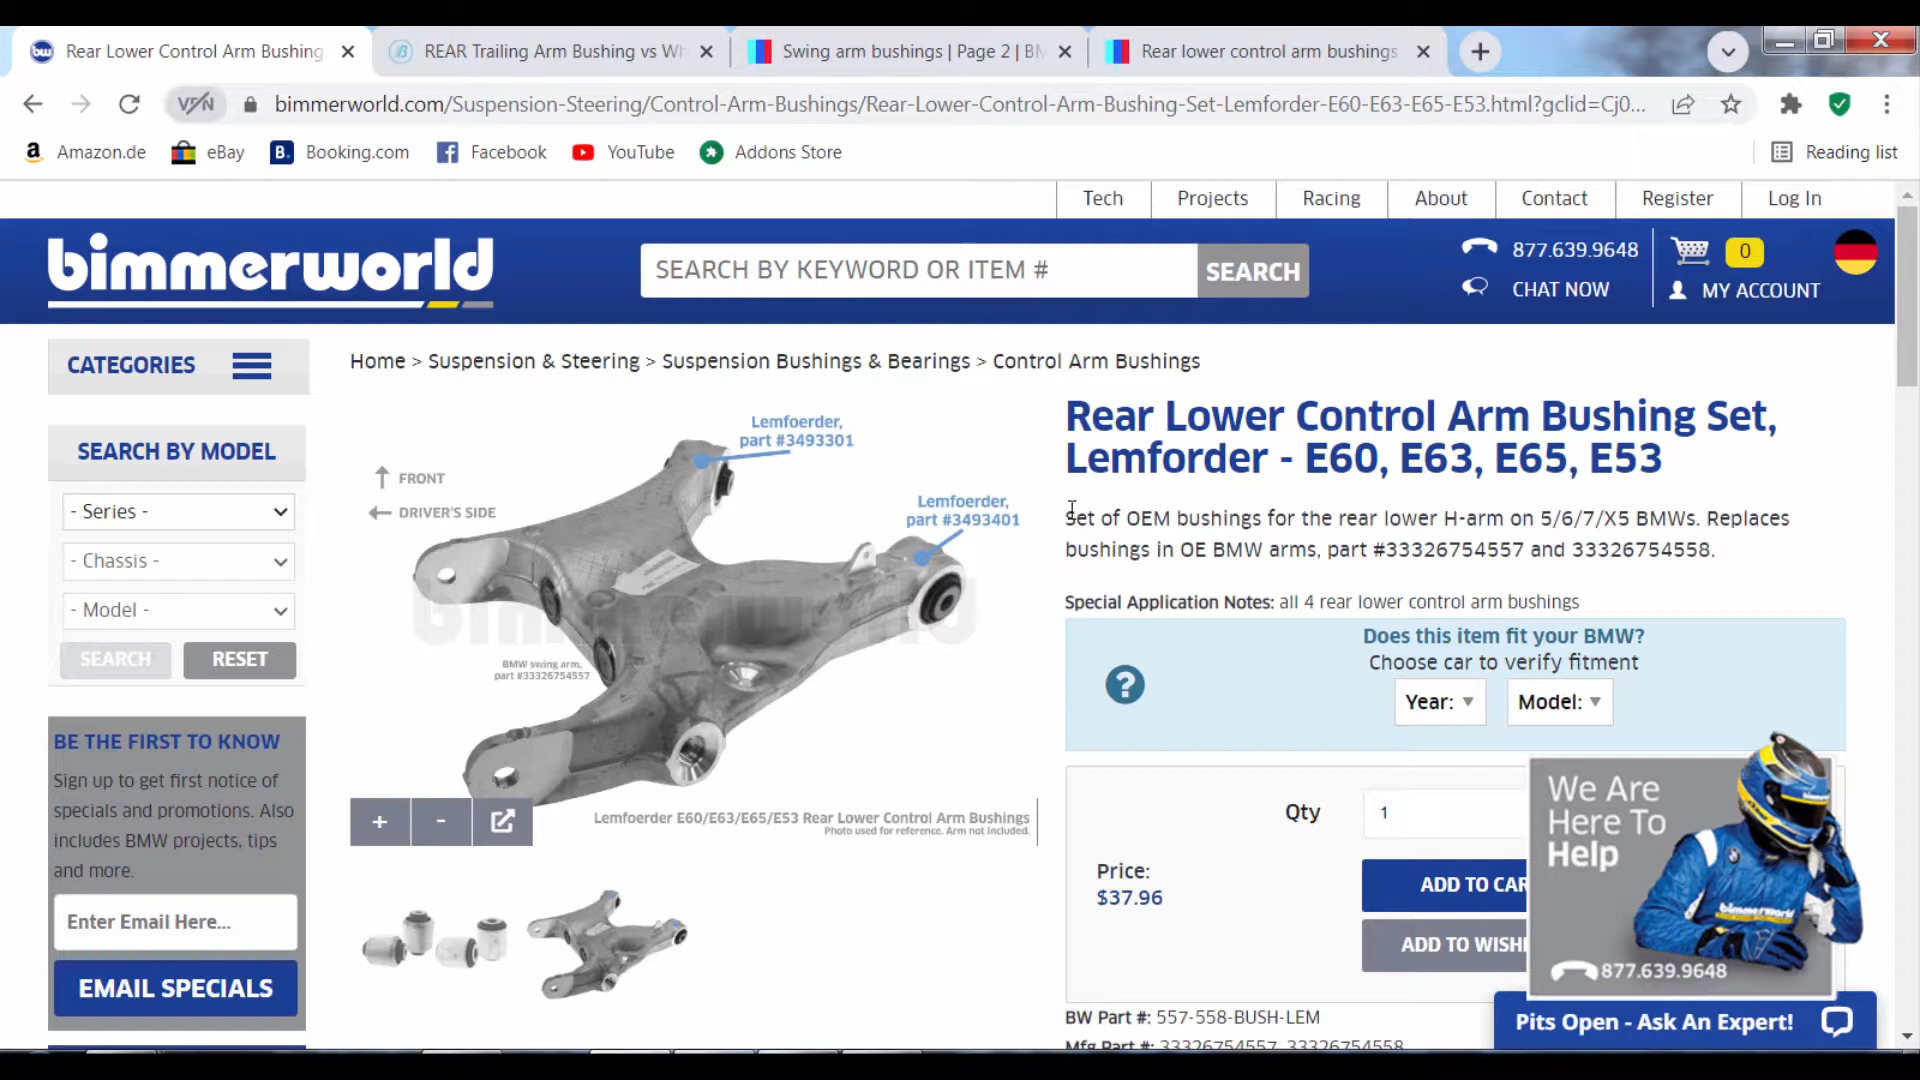 Rear Lower Control Arm Bushing
REAR Trailing Arm Bushing vs Wh
Swing arm bushings | Page 2 | BM
Rear lower control arm bushings
VPN
bimmerworld.com/Suspension-Steering/Control-Arm-Bushings/Rear-Lower-Control-Arm-Bushing-Set-Lemforder-E60-E63-E65-E53.html?gclid=Cj0...
Amazon.de
eBay
Booking.com
Facebook
YouTube
Addons Store
Reading list
Tech
Projects
Racing
About
Contact
Register
Log In
bimmerworld
SEARCH BY KEYWORD OR ITEM #
SEARCH
877.639.9648
0
CHAT NOW
MY ACCOUNT
CATEGORIES
Home > Suspension & Steering > Suspension Bushings & Bearings > Control Arm Bushings
SEARCH BY MODEL
- Series -
- Chassis -
- Model -
SEARCH
RESET
BE THE FIRST TO KNOW
Sign up to get first notice of
specials and promotions. Also
includes BMW projects, tips
and more.
Enter Email Here...
EMAIL SPECIALS
Lemfoerder,
part #3493301
FRONT
DRIVER'S SIDE
Lemfoerder,
part #3493401
bimmerworld
BMW swing arm,
part #33326754557
+
-
Lemfoerder E60/E63/E65/E53 Rear Lower Control Arm Bushings
Photo used for reference. Arm not included.
Rear Lower Control Arm Bushing Set,
Lemforder - E60, E63, E65, E53
Set of OEM bushings for the rear lower H-arm on 5/6/7/X5 BMWs. Replaces
bushings in OE BMW arms, part #33326754557 and 33326754558.
Special Application Notes: all 4 rear lower control arm bushings
Does this item fit your BMW?
Choose car to verify fitment
?
Year:
Model:
Qty
1
Price:
$37.96
ADD TO CAR
ADD TO WISH
BW Part #: 557-558-BUSH-LEM
Mfg Part #: 33326754557, 33326754558
We Are
Here To
Help
bimmerworld
877.639.9648
Pits Open - Ask An Expert!